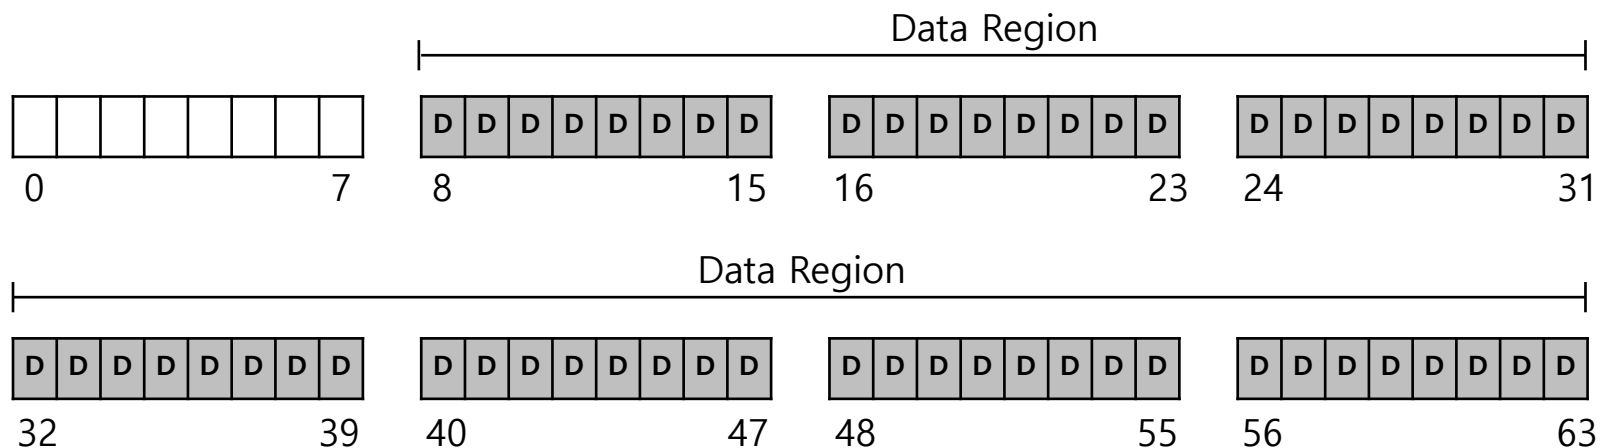 Data Region
D D D D D D D D D D D D D D D D D D D D D D D D
0 7 8 15 16 23 24 31
Data Region
D D D D D D D D D D D D D D D D D D D D D D D D D D D D D D D D
32 39 40 47 48 55 56 63